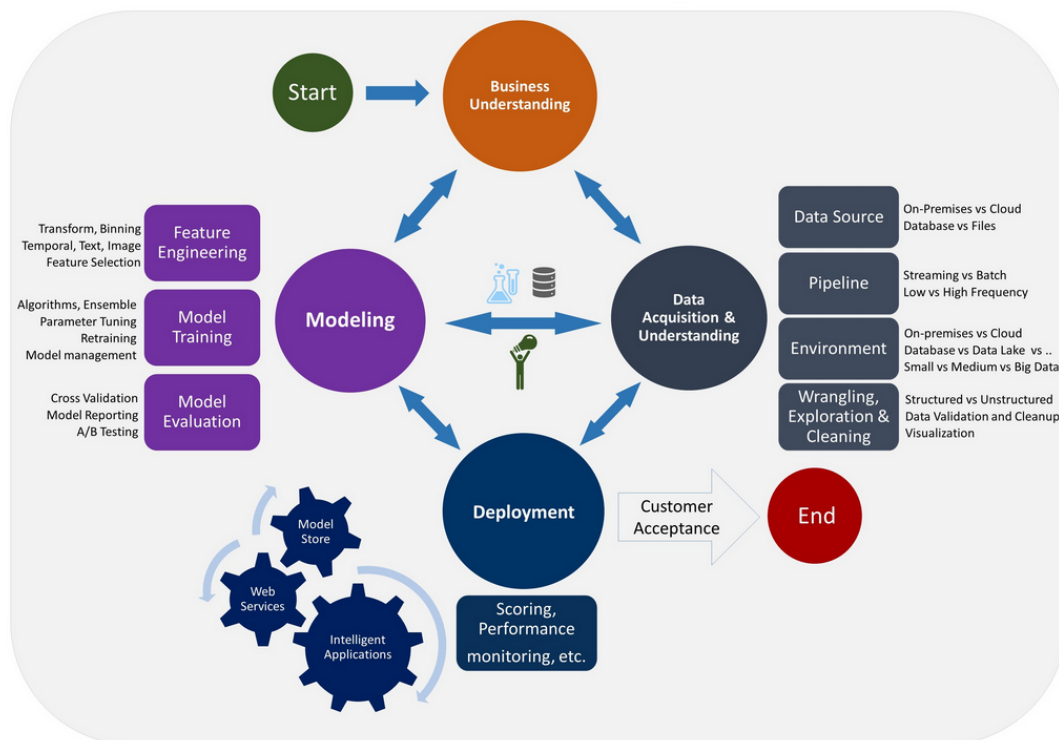 Start
Business
Understanding
Transform, Binning
Temporal, Text, Image
Feature Selection
Feature
Engineering
Algorithms, Ensemble
Parameter Tuning
Retraining
Model management
Model
Training
Cross Validation
Model Reporting
A/B Testing
Model
Evaluation
Modeling
Data
Acquisition &
Understanding
Data Source
On-Premises vs Cloud
Database vs Files
Pipeline
Streaming vs Batch
Low vs High Frequency
Environment
On-premises vs Cloud
Database vs Data Lake vs ..
Small vs Medium vs Big Data
Wrangling,
Exploration &
Cleaning
Structured vs Unstructured
Data Validation and Cleanup
Visualization
Deployment
Customer
Acceptance
End
Scoring,
Performance
monitoring, etc.
Model
Store
Web
Services
Intelligent
Applications